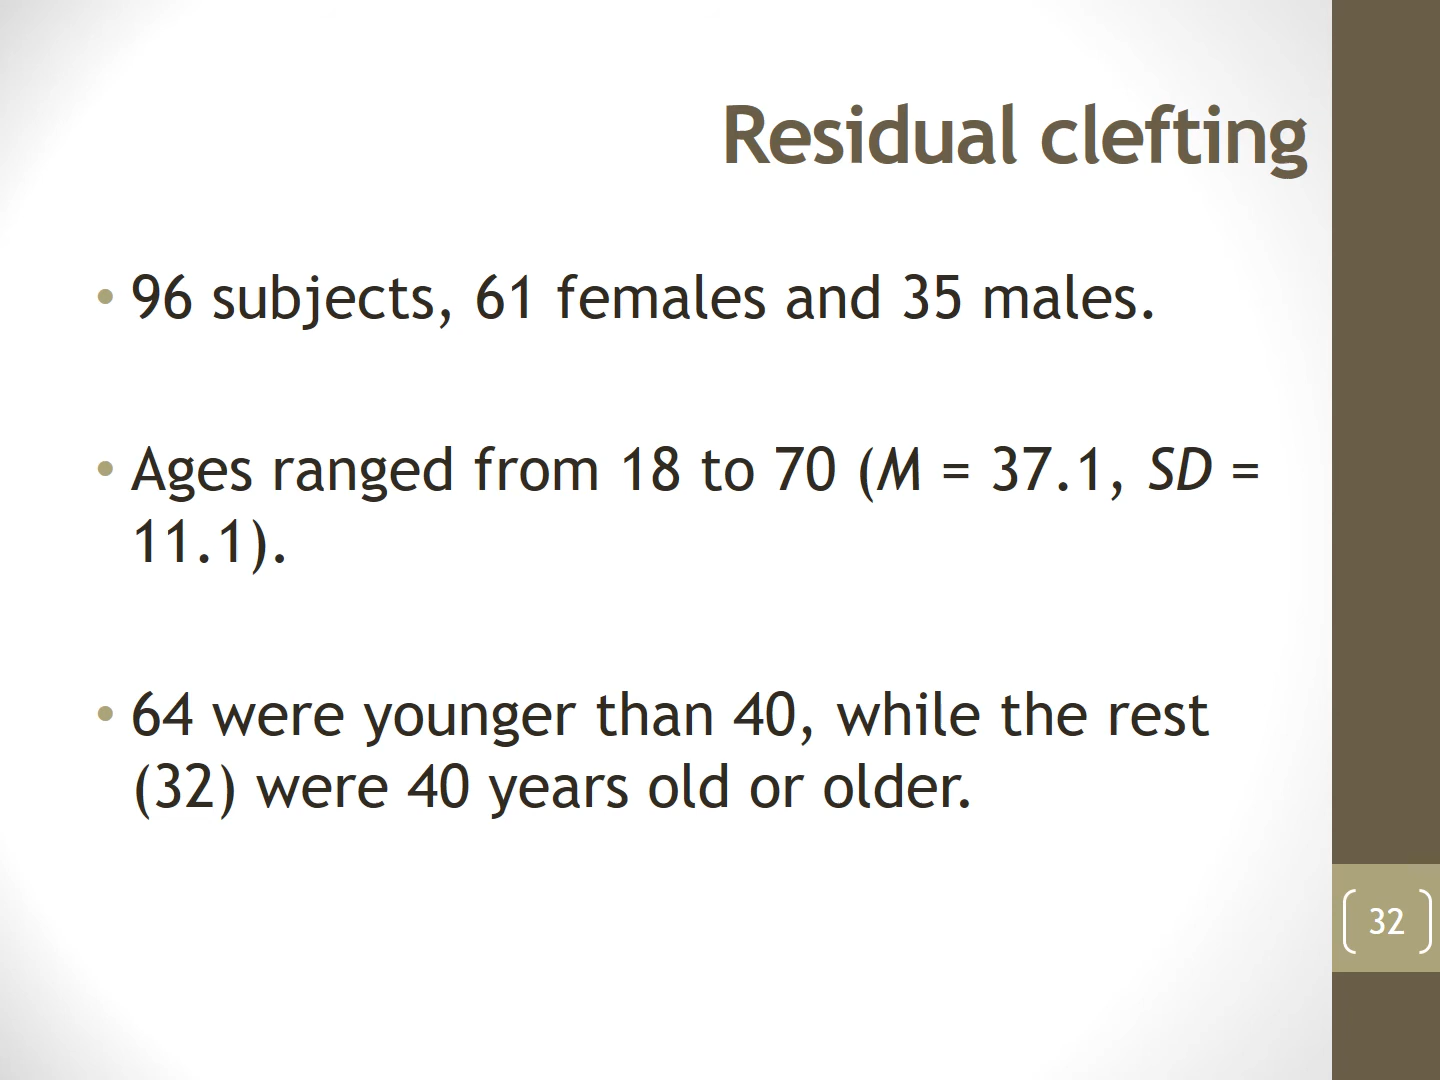 Residual clefting
• 96 subjects, 61 females and 35 males.
• Ages ranged from 18 to 70 (M = 37.1, SD =
11.1).
• 64 were younger than 40, while the rest
(32) were 40 years old or older.
32